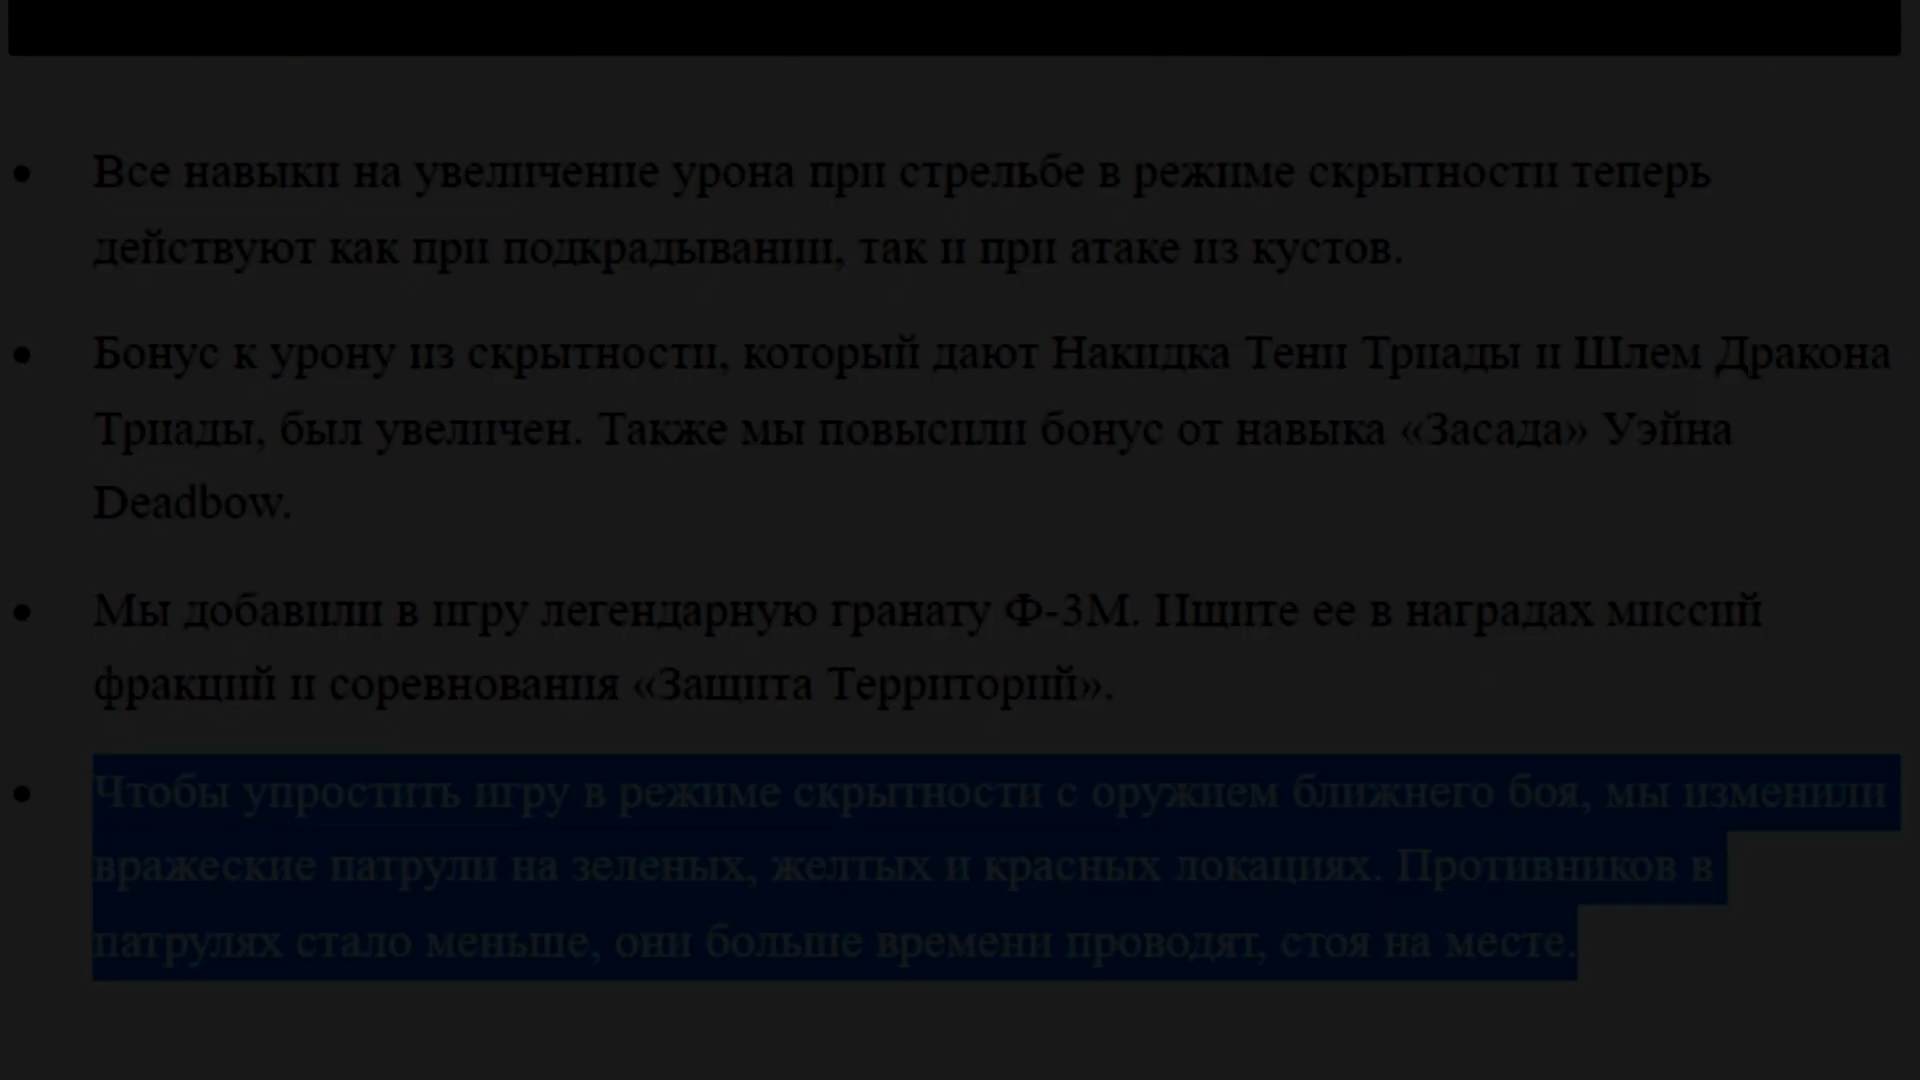 Все навыки на увеличение урона при стрельбе в режиме скрытности теперь
действуют как при подкрадывании, так и при атаке из кустов.
Бонус к урону из скрытности, который дают Накидка Тени Триады и Шлем Дракона
Триады, был увеличен. Также мы повысили бонус от навыка «Засада» Уэйна
Deadbow.
Мы добавили в игру легендарную гранату Ф-3М. Ищите ее в наградах миссий
фракций и соревнования «Защита Территорий».
Чтобы упростить игру в режиме скрытности с оружием ближнего боя, мы изменили
вражеские патрули на зеленых, желтых и красных локациях. Противников в
патрулях стало меньше, они больше времени проводят, стоя на месте.